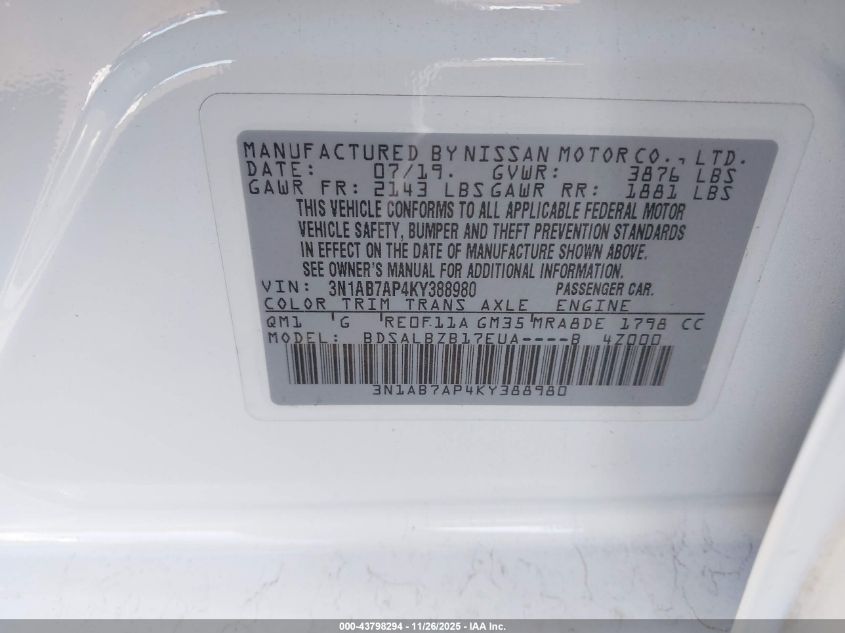 MANUFACTURED BY NISSAN MOTOR CO., LTD.
DATE: 07/19. GVWR: 3876 LBS
GAWR FR: 2143 LBS GAWR RR: 1881 LBS
THIS VEHICLE CONFORMS TO ALL APPLICABLE FEDERAL MOTOR
VEHICLE SAFETY, BUMPER AND THEFT PREVENTION STANDARDS
IN EFFECT ON THE DATE OF MANUFACTURE SHOWN ABOVE.
SEE OWNER'S MANUAL FOR ADDITIONAL INFORMATION.
VIN: 3N1AB7AP4KY388980 PASSENGER CAR.
COLOR TRIM TRANS AXLE ENGINE
QM1 G RE0F11A GM35 MRA8DE 1798 CC
MODEL: BDSALBZB17EUA----B 4Z000
3N1AB7AP4KY388980
000-43798294 - 11/26/2025 - IAA Inc.